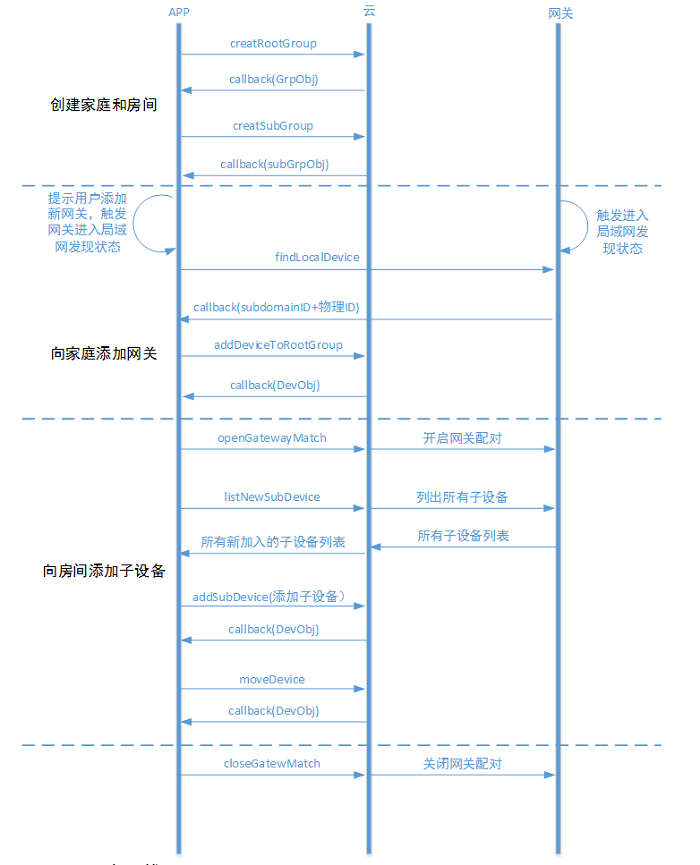 APP
云
网关
creatRootGroup
callback(GrpObj)
创建家庭和房间
creatSubGroup
callback(subGrpObj)
提示用户添加
新网关，触发
网关进入局域
网发现状态
触发进入
局域网发
现状态
findLocalDevice
callback(subdomainID+物理ID)
向家庭添加网关
addDeviceToRootGroup
callback(DevObj)
openGatewayMatch
开启网关配对
listNewSubDevice
列出所有子设备
所有新加入的子设备列表
所有子设备列表
向房间添加子设备
addSubDevice(添加子设备）
callback(DevObj)
moveDevice
callback(DevObj)
closeGatewMatch
关闭网关配对